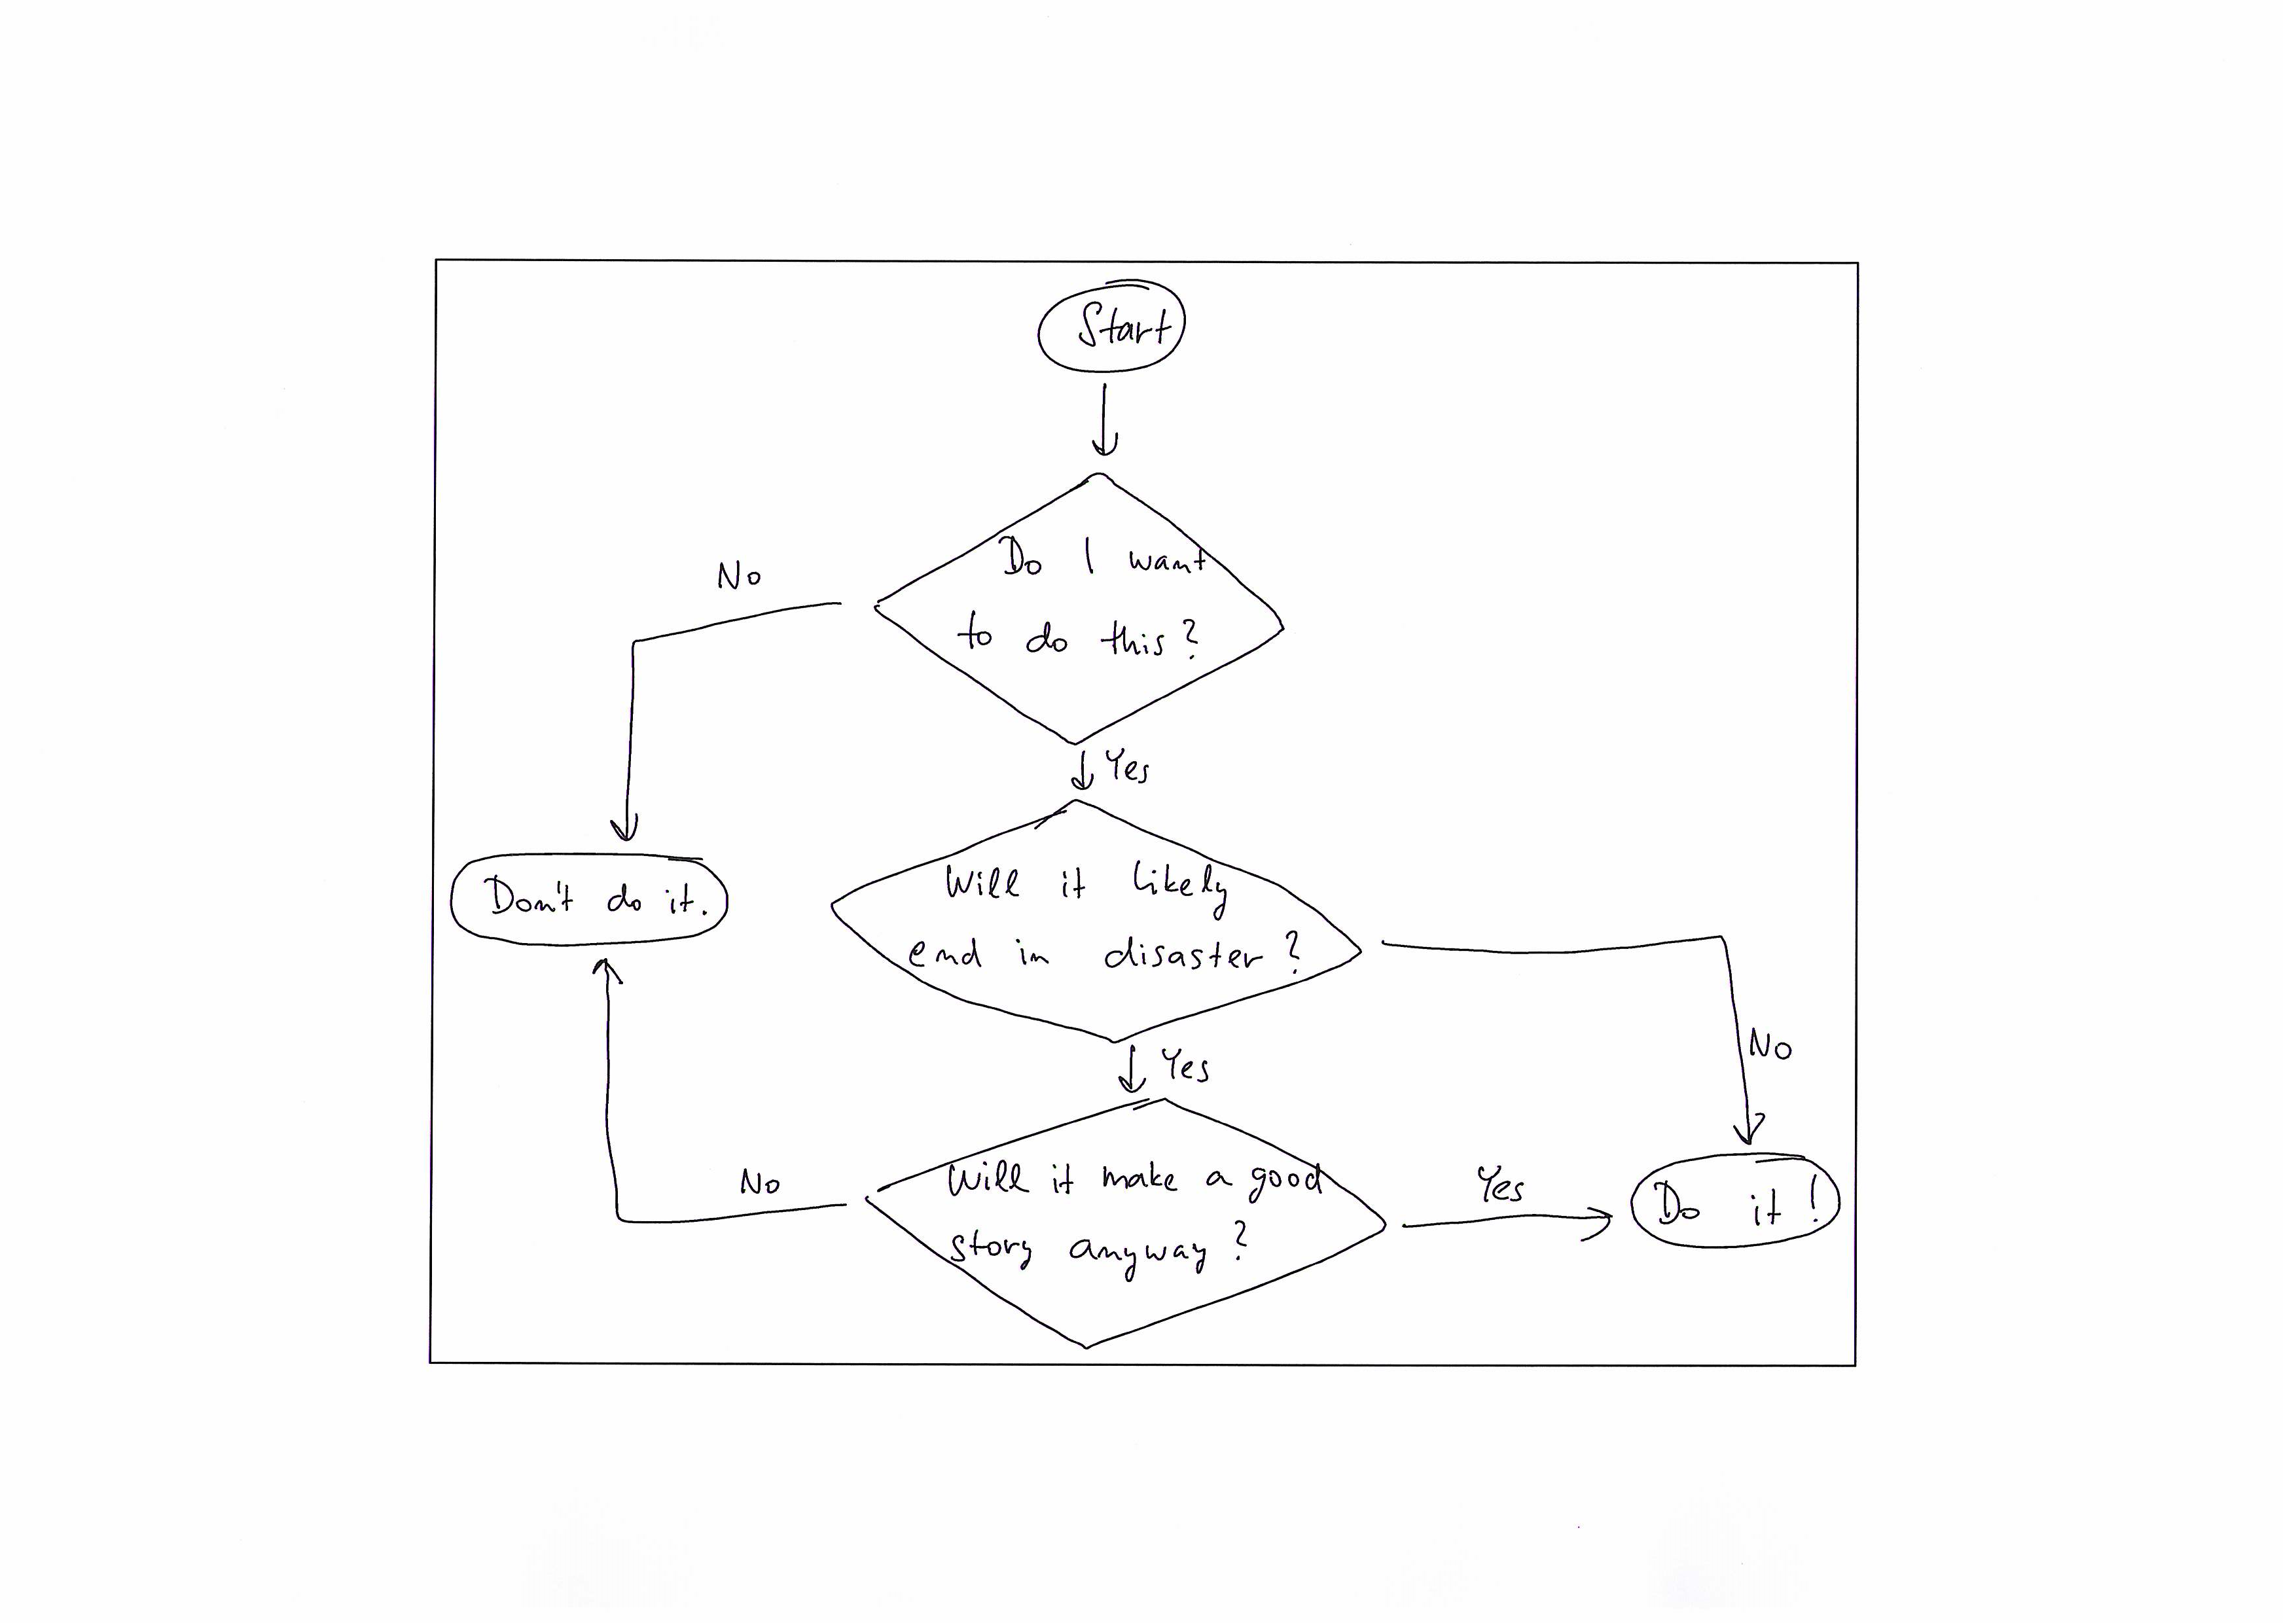 Start
Do I want
to do this?
No
Yes
Don't do it.
Will it likely
end in disaster?
No
Yes
Will it make a good
story anyway?
No
Yes
Do it!